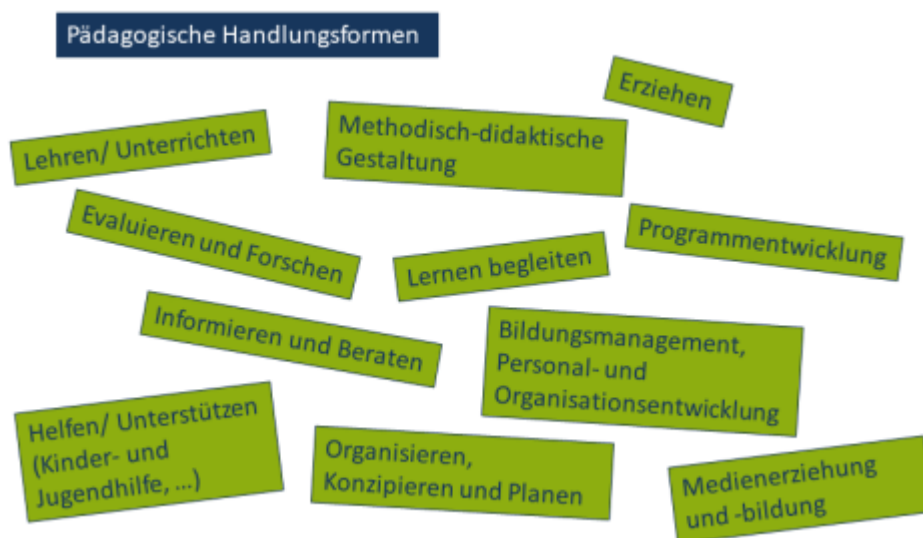 Pädagogische Handlungsformen
Erziehen
Lehren/ Unterrichten
Methodisch-didaktische
Gestaltung
Evaluieren und Forschen
Lernen begleiten
Programmentwicklung
Informieren und Beraten
Bildungsmanagement,
Personal- und
Organisationsentwicklung
Helfen/ Unterstützen
(Kinder- und
Jugendhilfe, ...)
Organisieren,
Konzipieren und Planen
Medienerziehung
und -bildung